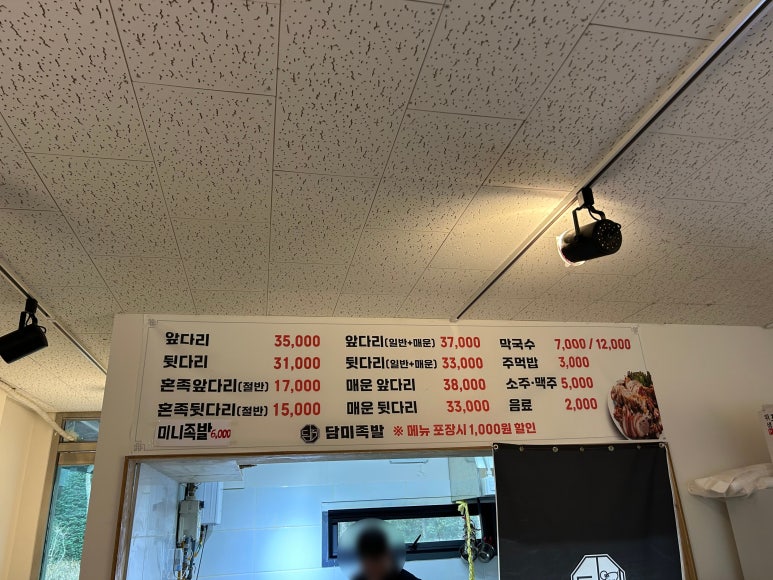 앞다리 35,000
뒷다리 31,000
혼족앞다리(절반) 17,000
혼족뒷다리(절반) 15,000
미니족발 6,000
앞다리(일반+매운) 37,000
뒷다리(일반+매운) 33,000
매운 앞다리 38,000
매운 뒷다리 33,000
막국수 7,000 / 12,000
주먹밥 3,000
소주·맥주 5,000
음료 2,000
담미족발 ※ 메뉴 포장시 1,000원 할인